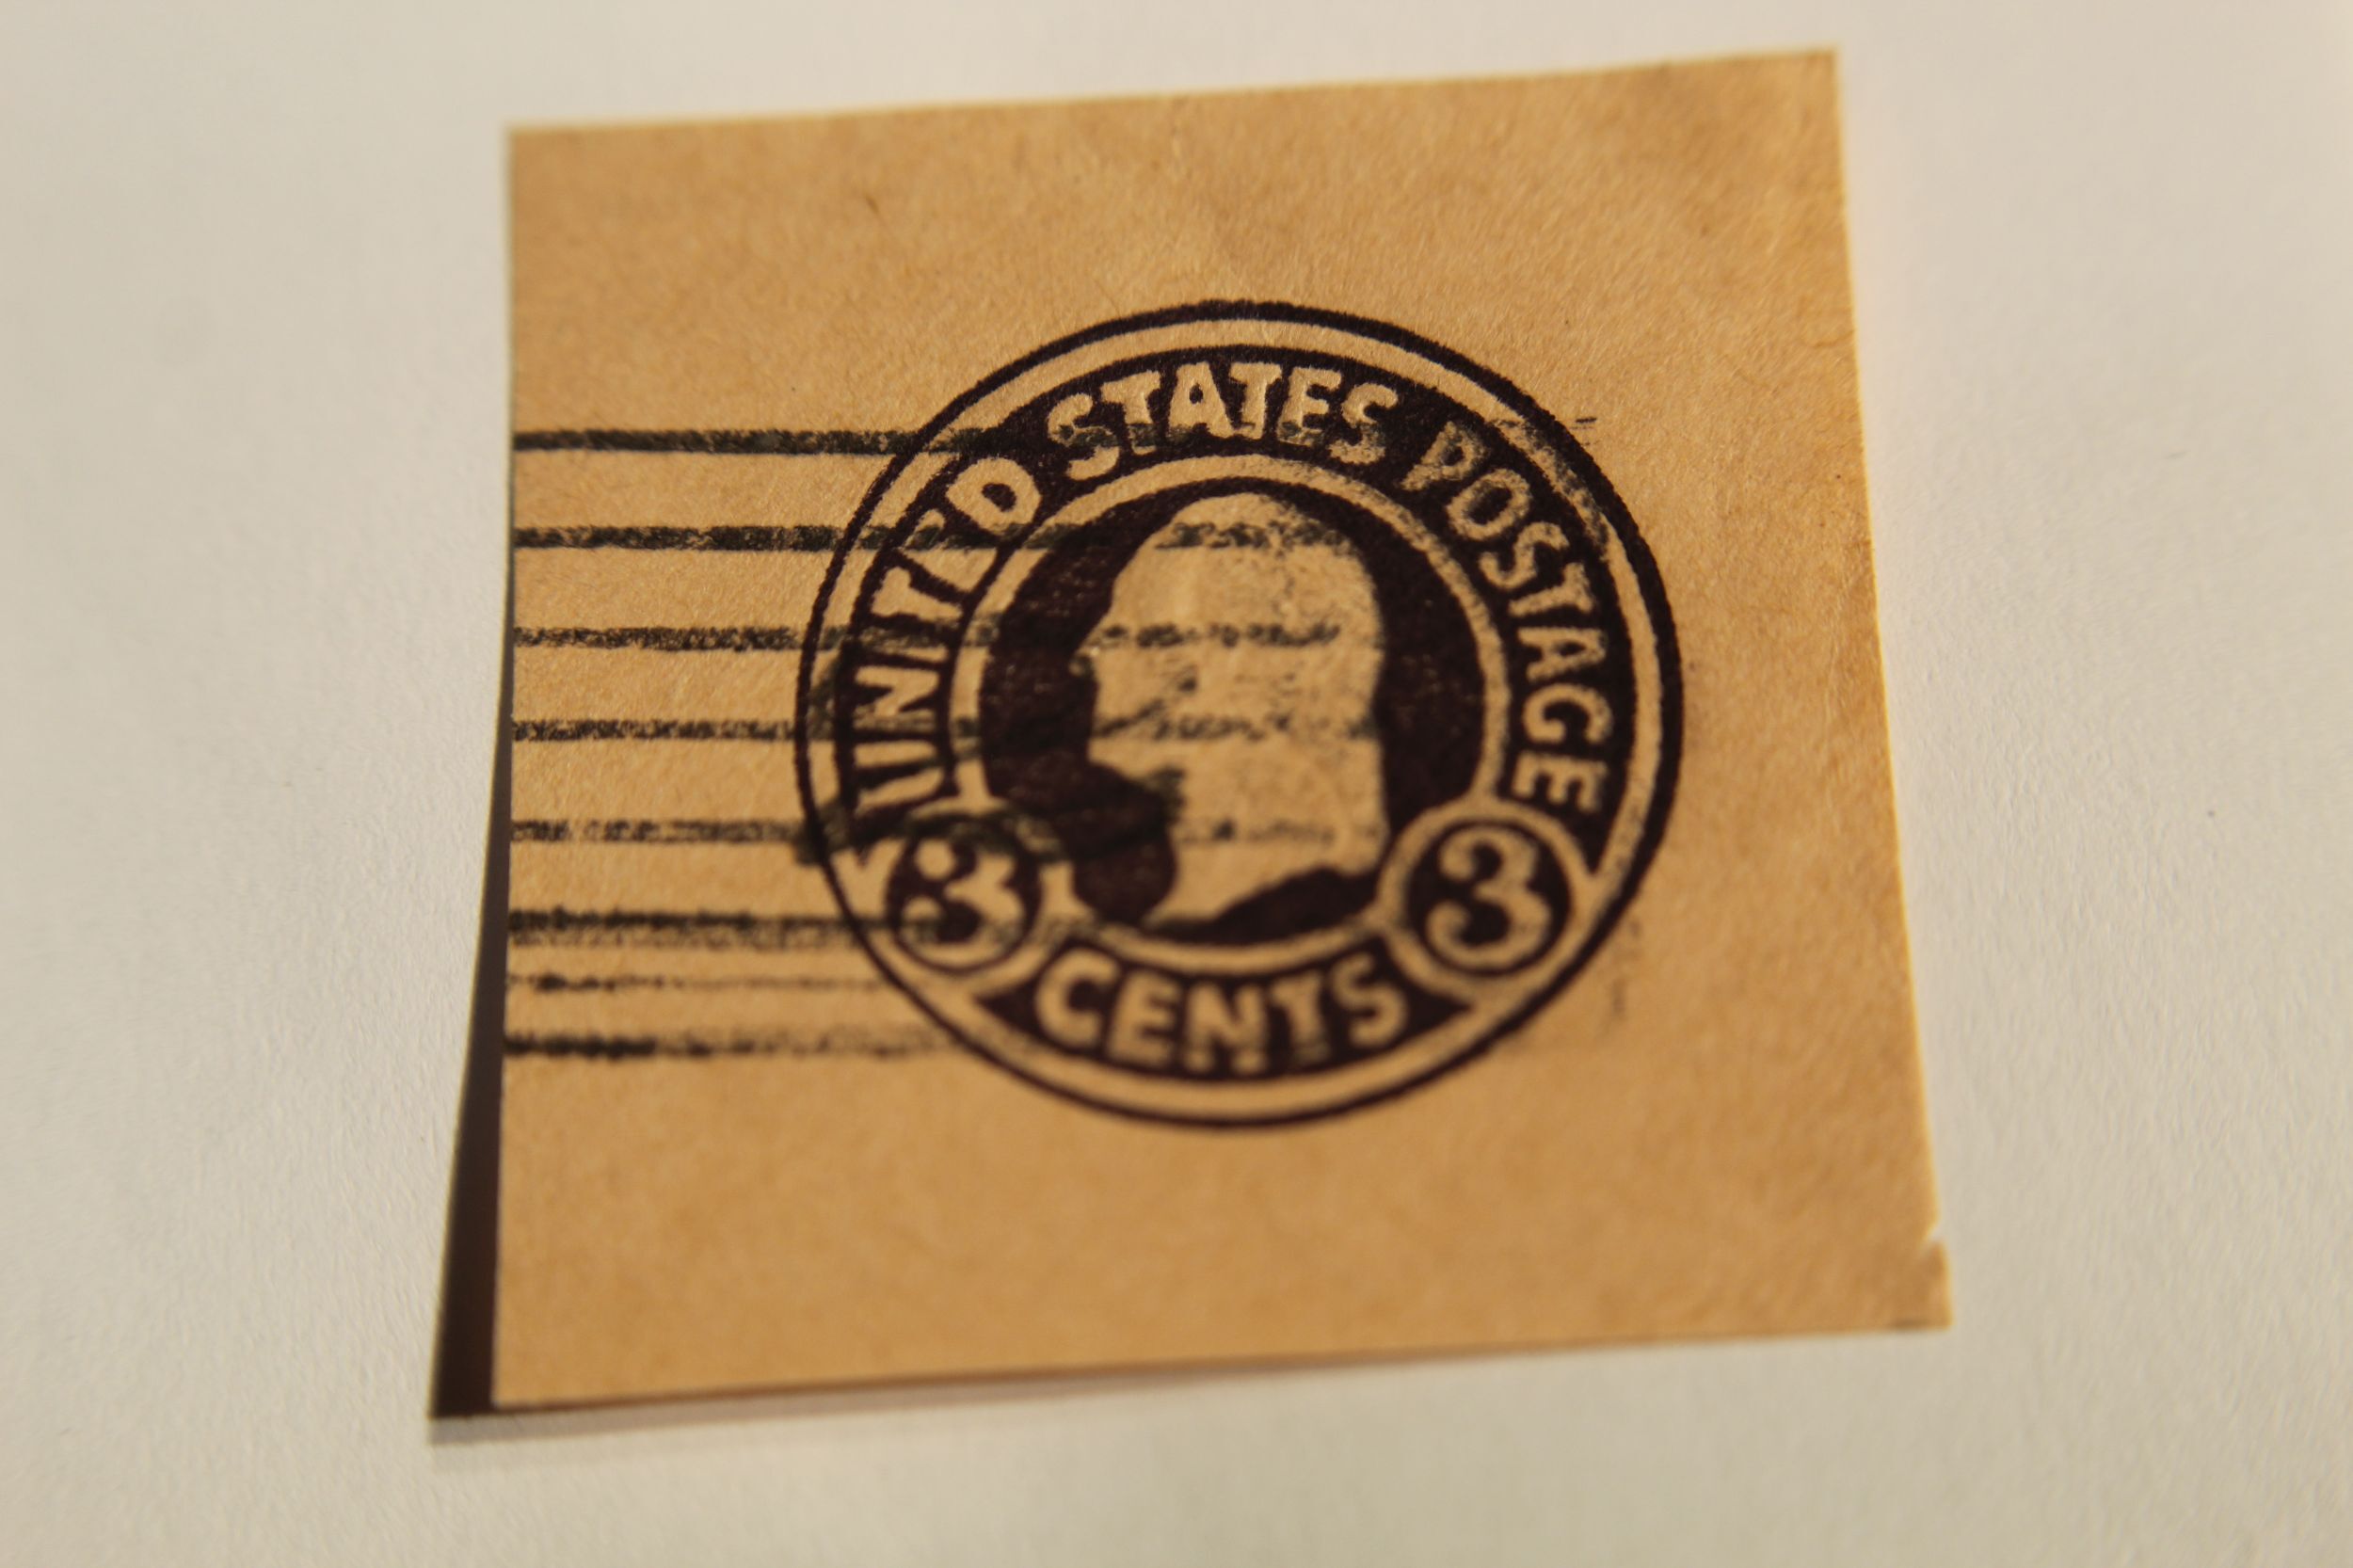 UNITED STATES POSTAGE
3 3
CENTS